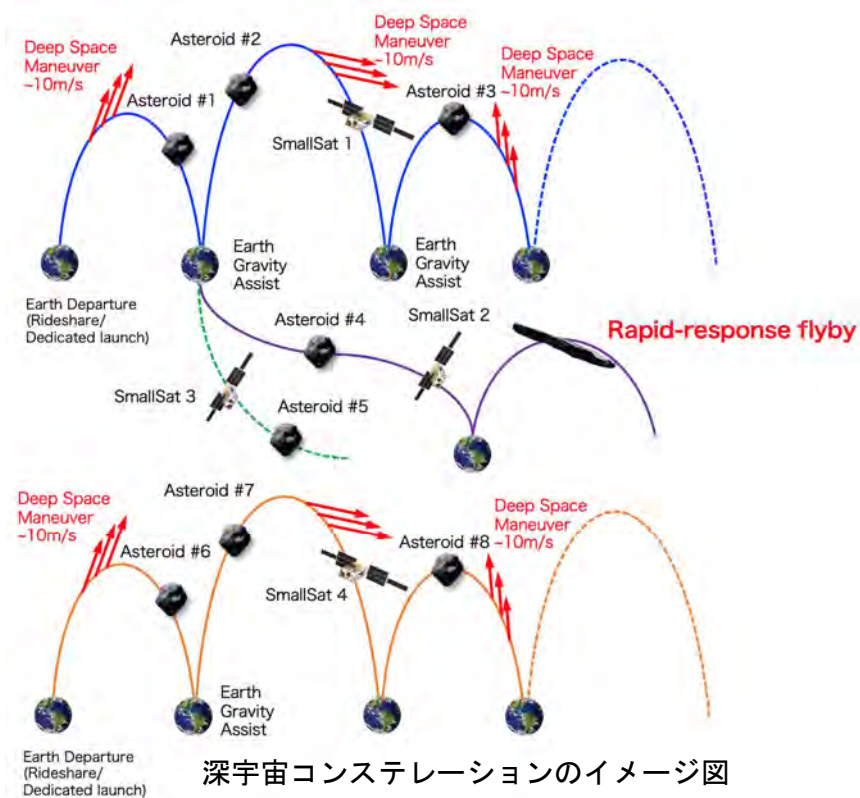 Deep Space
Maneuver
~10m/s
Asteroid #1
Asteroid #2
Deep Space
Maneuver
~10m/s
SmallSat 1
Asteroid #3
Deep Space
Maneuver
~10m/s
Earth Departure
(Rideshare/
Dedicated launch)
Earth
Gravity
Assist
Earth
Gravity
Assist
Asteroid #4
SmallSat 2
Rapid-response flyby
SmallSat 3
Asteroid #5
Deep Space
Maneuver
~10m/s
Asteroid #6
Asteroid #7
SmallSat 4
Asteroid #8
Deep Space
Maneuver
~10m/s
Earth
Gravity
Assist
Earth Departure
(Rideshare/
Dedicated launch)
深宇宙コンステレーションのイメージ図